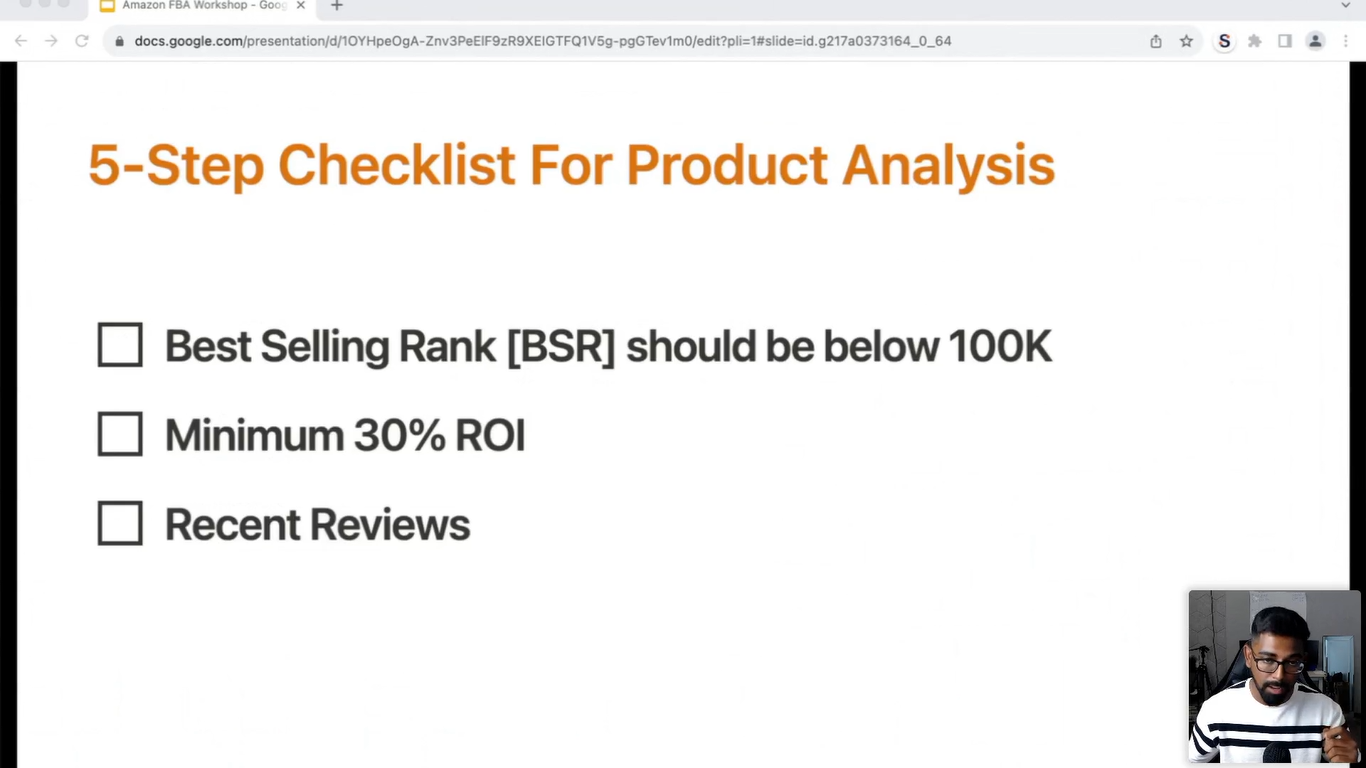 Amazon FBA Workshop - Goog
docs.google.com/presentation/d/1OYHpeOgA-Znv3PeElF9zR9XEIGTFQ1V5g-pgGTev1m0/edit?pli=1#slide=id.g217a0373164_0_64
S
5-Step Checklist For Product Analysis
Best Selling Rank [BSR] should be below 100K
Minimum 30% ROI
Recent Reviews